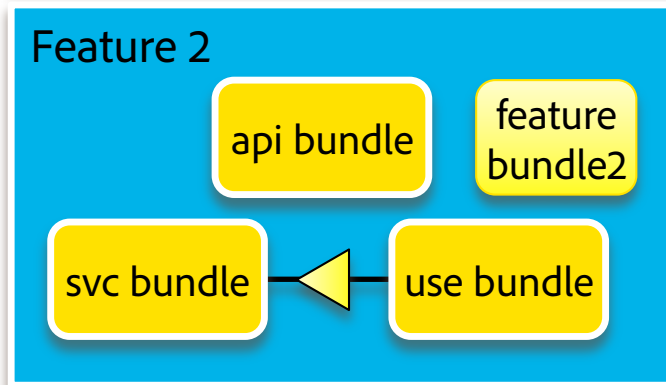 Feature 2
api bundle
feature
bundle2
svc bundle
use bundle